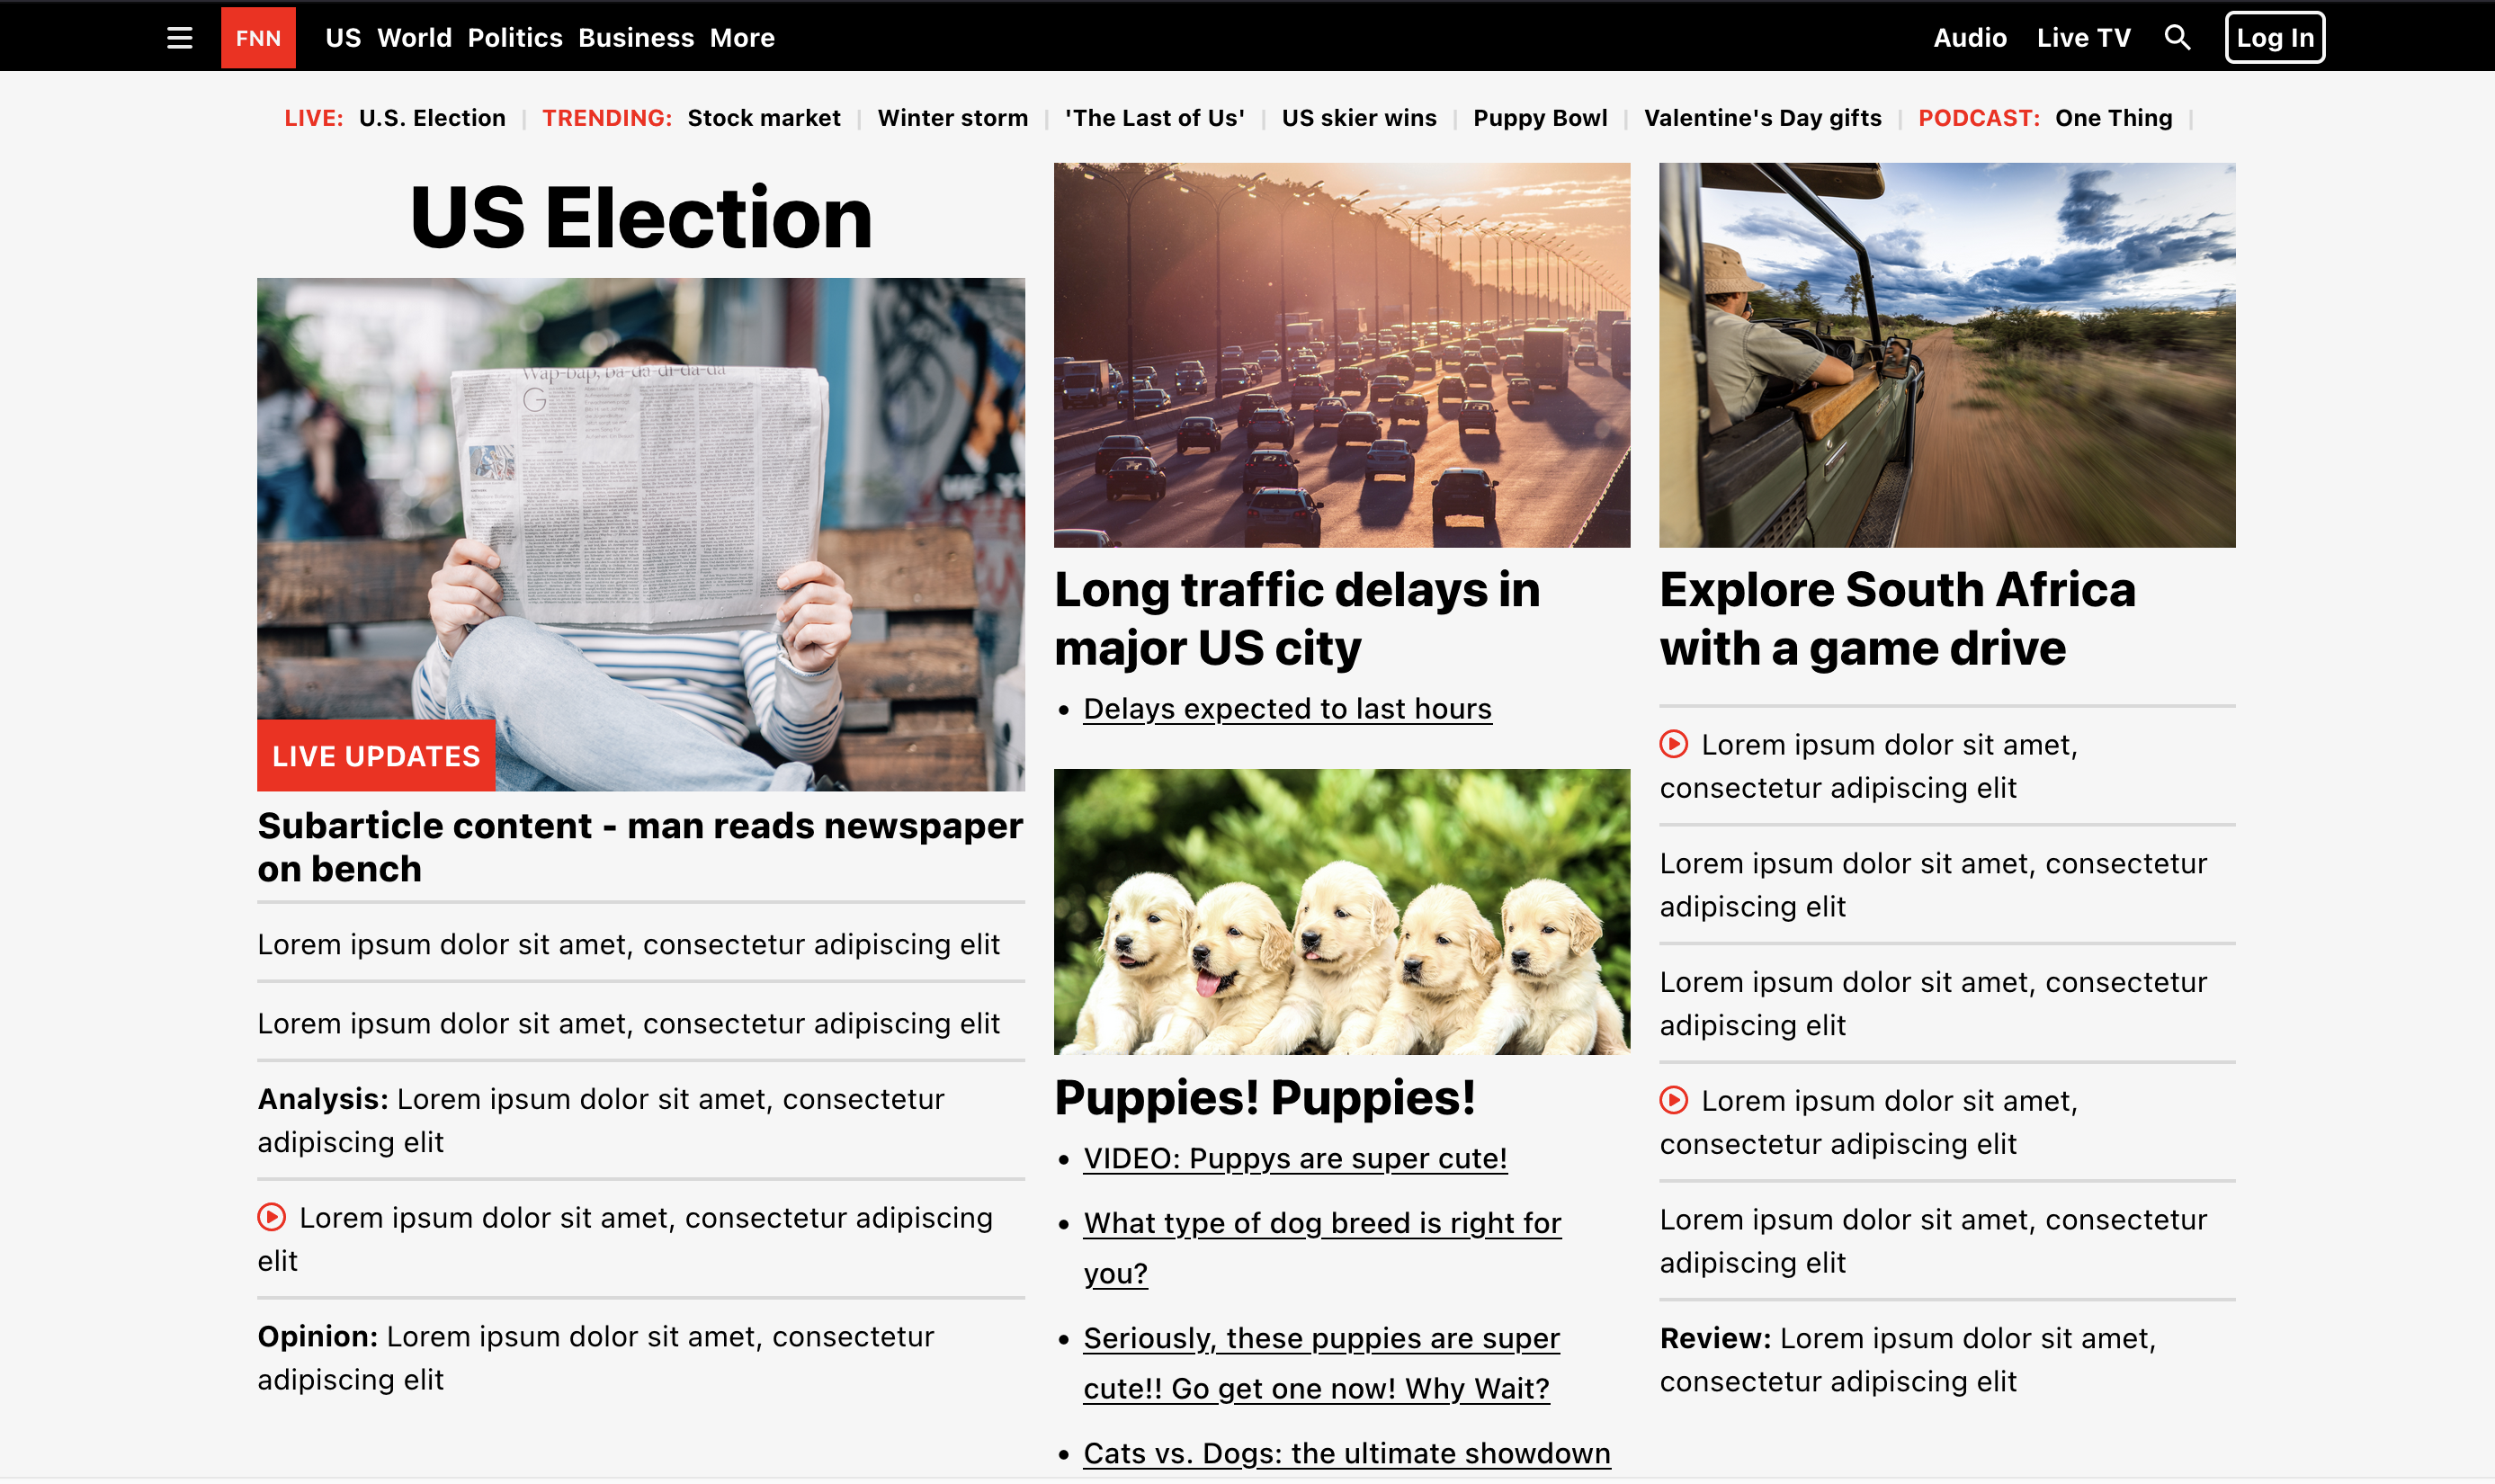 FNN
US World Politics Business More
Audio Live TV
Log In
LIVE: U.S. Election | TRENDING: Stock market | Winter storm | 'The Last of Us' | US skier wins | Puppy Bowl | Valentine's Day gifts | PODCAST: One Thing |
US Election
Wap-bap, ba-da-di-da-da
G
LIVE UPDATES
Subarticle content - man reads newspaper
on bench
Lorem ipsum dolor sit amet, consectetur adipiscing elit
Lorem ipsum dolor sit amet, consectetur adipiscing elit
Analysis: Lorem ipsum dolor sit amet, consectetur
adipiscing elit
Lorem ipsum dolor sit amet, consectetur adipiscing
elit
Opinion: Lorem ipsum dolor sit amet, consectetur
adipiscing elit
Long traffic delays in
major US city
• Delays expected to last hours
Puppies! Puppies!
• VIDEO: Puppys are super cute!
• What type of dog breed is right for
you?
• Seriously, these puppies are super
cute!! Go get one now! Why Wait?
• Cats vs. Dogs: the ultimate showdown
Explore South Africa
with a game drive
Lorem ipsum dolor sit amet,
consectetur adipiscing elit
Lorem ipsum dolor sit amet, consectetur
adipiscing elit
Lorem ipsum dolor sit amet, consectetur
adipiscing elit
Lorem ipsum dolor sit amet,
consectetur adipiscing elit
Lorem ipsum dolor sit amet, consectetur
adipiscing elit
Review: Lorem ipsum dolor sit amet,
consectetur adipiscing elit